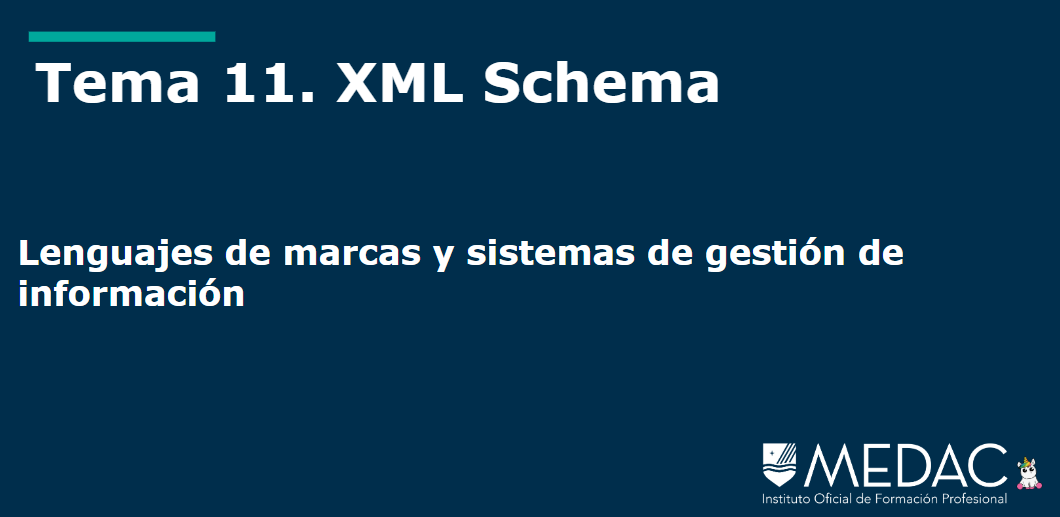 Tema 11. XML Schema
Lenguajes de marcas y sistemas de gestión de
información
MEDAC
Instituto Oficial de Formación Profesional